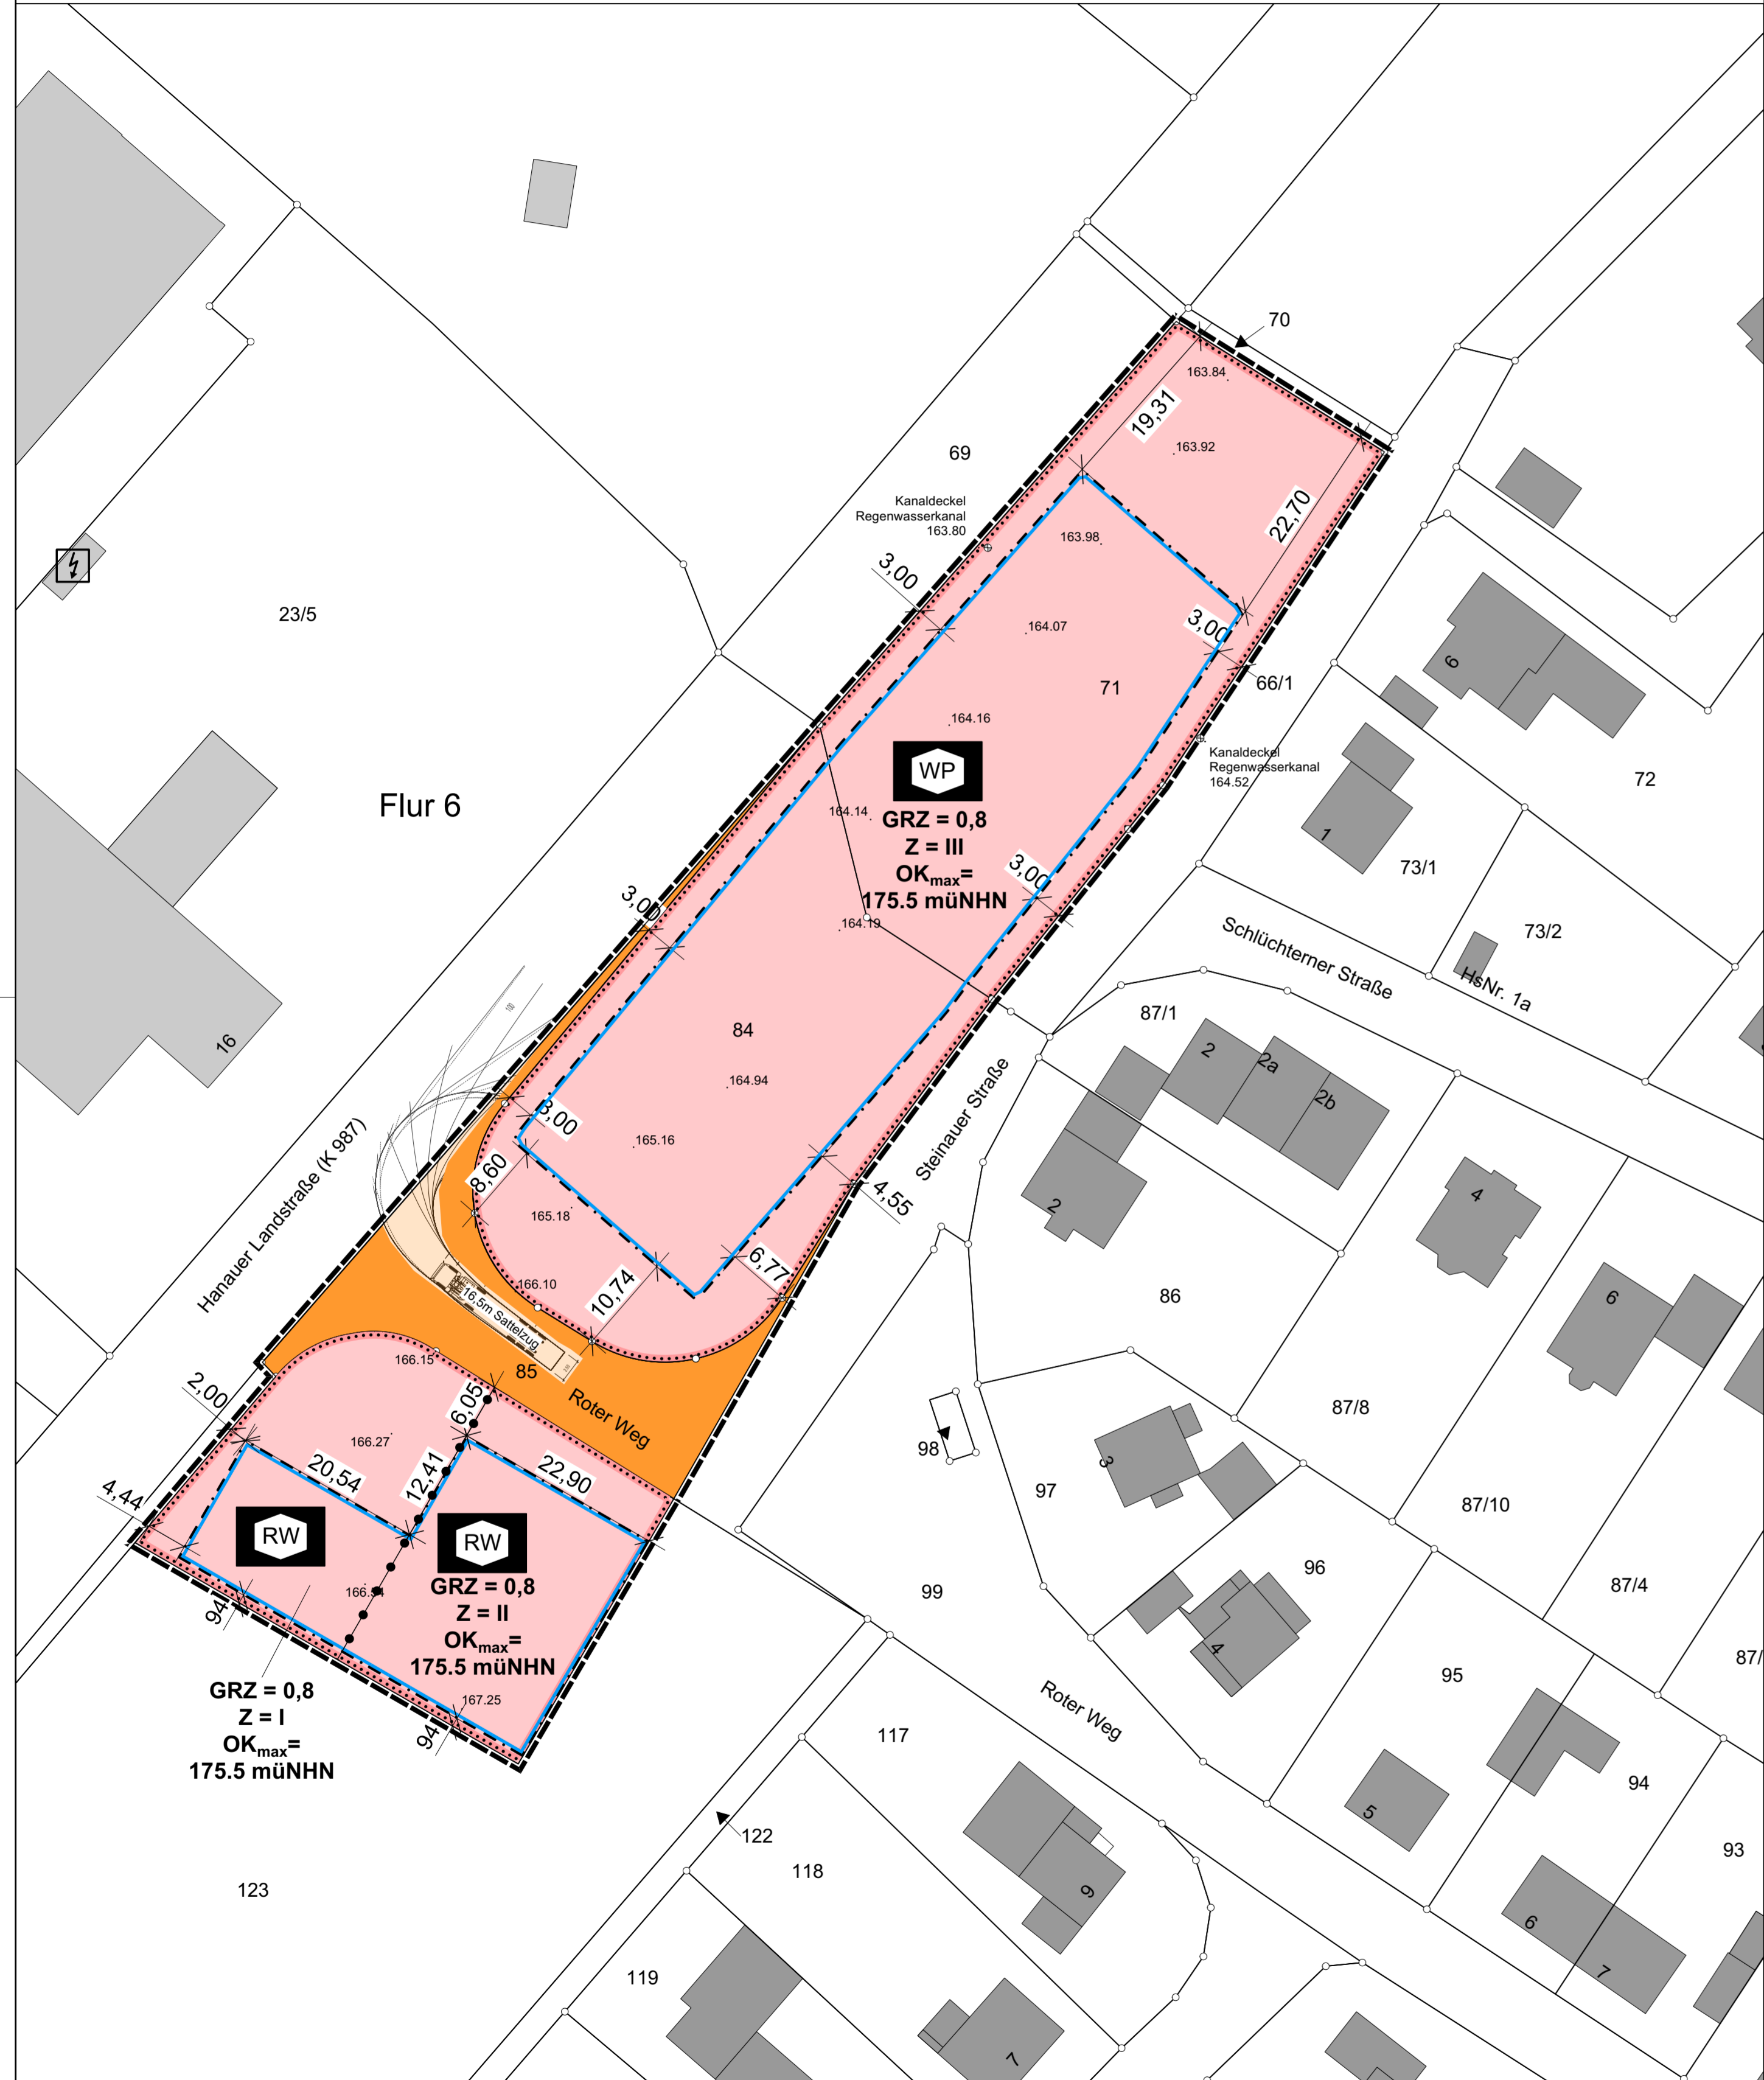 70
163.84
19,31
163.92
69
Kanaldeckel
Regenwasserkanal
163.80
22,70
163.98
3,00
23/5
164.07
3,00
6
71
66/1
164.16
Kanaldeckel
Regenwasserkanal
164.52
72
WP
Flur 6
164.14
GRZ = 0,8
Z = III
OKmax=
175.5 müNHN
1
73/1
3,00
3,00
164.19
73/2
Schlüchterner Straße
HsNr. 1a
87/1
16
84
2
2a
2b
164.94
Steinauer Straße
3,00
165.16
Hanauer Landstraße (K 987)
8,60
4,55
2
4
165.18
6,77
166.10
10,74
16,5m Sattelzug
86
6
166.15
85
Roter Weg
2,00
6,05
87/8
166.27
20,54
12,41
22,90
98
3
97
4,44
87/10
RW
RW
GRZ = 0,8
Z = II
OKmax=
175.5 müNHN
94
99
96
87/4
4
87/
95
GRZ = 0,8
Z = I
OKmax=
175.5 müNHN
167.25
94
Roter Weg
117
94
5
122
118
93
123
9
6
7
119
7